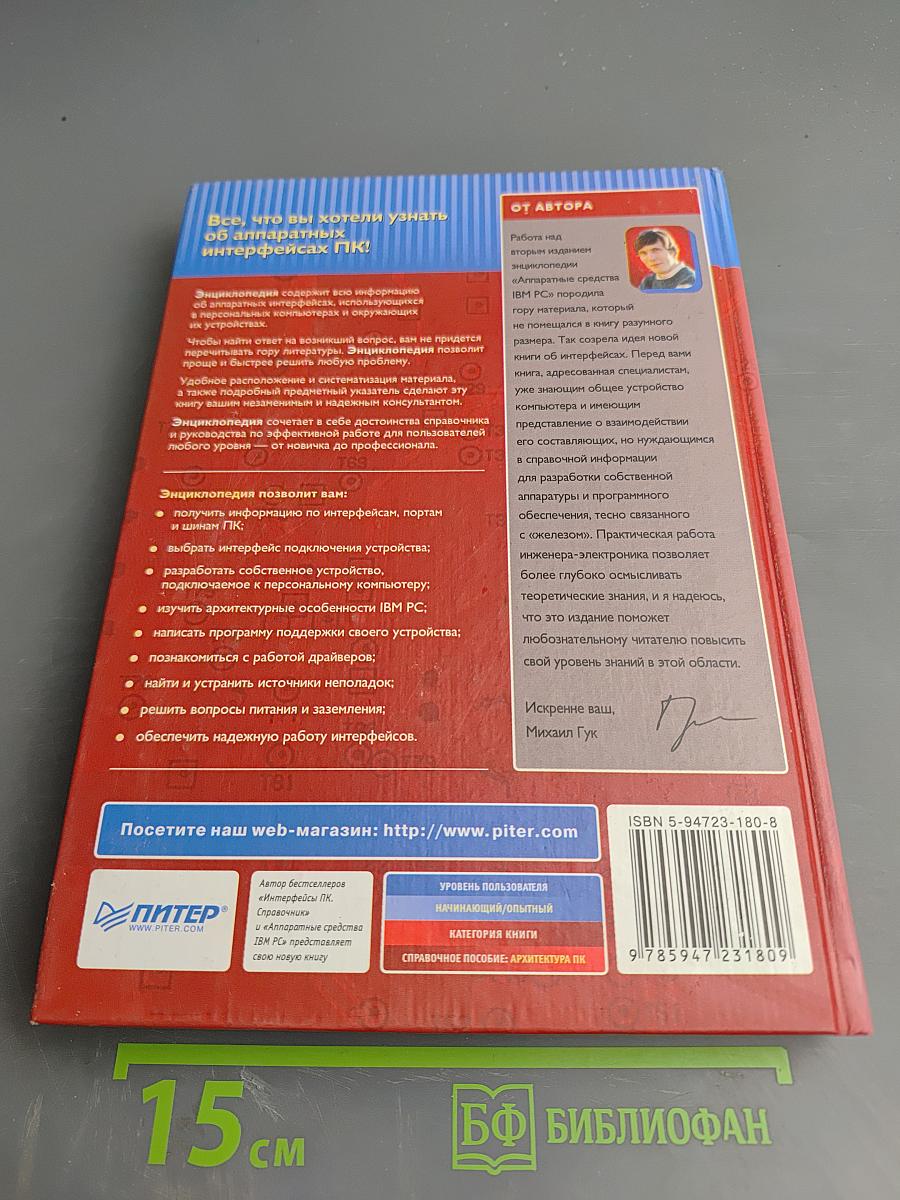 Все, что вы хотели узнать
об аппаратных
интерфейсах ПК!
Энциклопедия содержит всю информацию
об аппаратных интерфейсах, использующихся
в персональных компьютерах и окружающих
их устройствах.
Чтобы найти ответ на возникший вопрос, вам не придется
перечитывать гору литературы. Энциклопедия позволит
проще и быстрее решить любую проблему.
Удобное расположение и систематизация материала,
а также подробный предметный указатель сделают эту
книгу вашим незаменимым и надежным консультантом.
Энциклопедия сочетает в себе достоинства справочника
и руководства по эффективной работе для пользователей
любого уровня — от новичка до профессионала.
Энциклопедия позволит вам:
• получить информацию по интерфейсам, портам
и шинам ПК;
• выбрать интерфейс подключения устройства;
• разработать собственное устройство,
подключаемое к персональному компьютеру;
• изучить архитектурные особенности IBM PC;
• написать программу поддержки своего устройства;
• познакомиться с работой драйверов;
• найти и устранить источники неполадок;
• решить вопросы питания и заземления;
• обеспечить надежную работу интерфейсов.
ОТ АВТОРА
Работа над
вторым изданием
энциклопедии
«Аппаратные средства
IBM PC» породила
гору материала, который
не помещался в книгу разумного
размера. Так созрела идея новой
книги об интерфейсах. Перед вами
книга, адресованная специалистам,
уже знающим общее устройство
компьютера и имеющим
представление о взаимодействии
его составляющих, но нуждающимся
в справочной информации
для разработки собственной
аппаратуры и программного
обеспечения, тесно связанного
с «железом». Практическая работа
инженера-электроника позволяет
более глубоко осмысливать
теоретические знания, и я надеюсь,
что это издание поможет
любознательному читателю повысить
свой уровень знаний в этой области.
Искренне ваш,
Михаил Гук
Посетите наш web-магазин: http://www.piter.com
ПИТЕР®
WWW.PITER.COM
Автор бестселлеров
«Интерфейсы ПК.
Справочник»
и «Аппаратные средства
IBM PC» представляет
свою новую книгу
УРОВЕНЬ ПОЛЬЗОВАТЕЛЯ
НАЧИНАЮЩИЙ/ОПЫТНЫЙ
КАТЕГОРИЯ КНИГИ
СПРАВОЧНОЕ ПОСОБИЕ: АРХИТЕКТУРА ПК
ISBN 5-94723-180-8
9 785947 231809
15 см
БФ БИБЛИОФАН